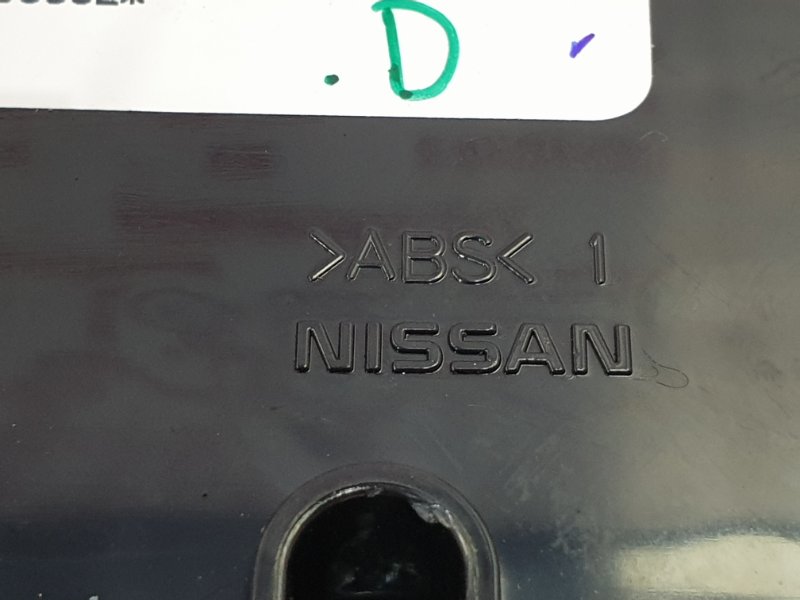 .D
>ABS< 1
NISSAN